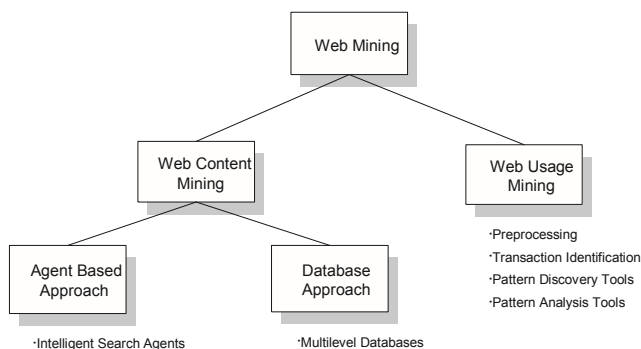 Web Mining
Web Content
Mining
Web Usage
Mining
·Preprocessing
·Transaction Identification
·Pattern Discovery Tools
·Pattern Analysis Tools
Agent Based
Approach
Database
Approach
·Intelligent Search Agents
·Multilevel Databases